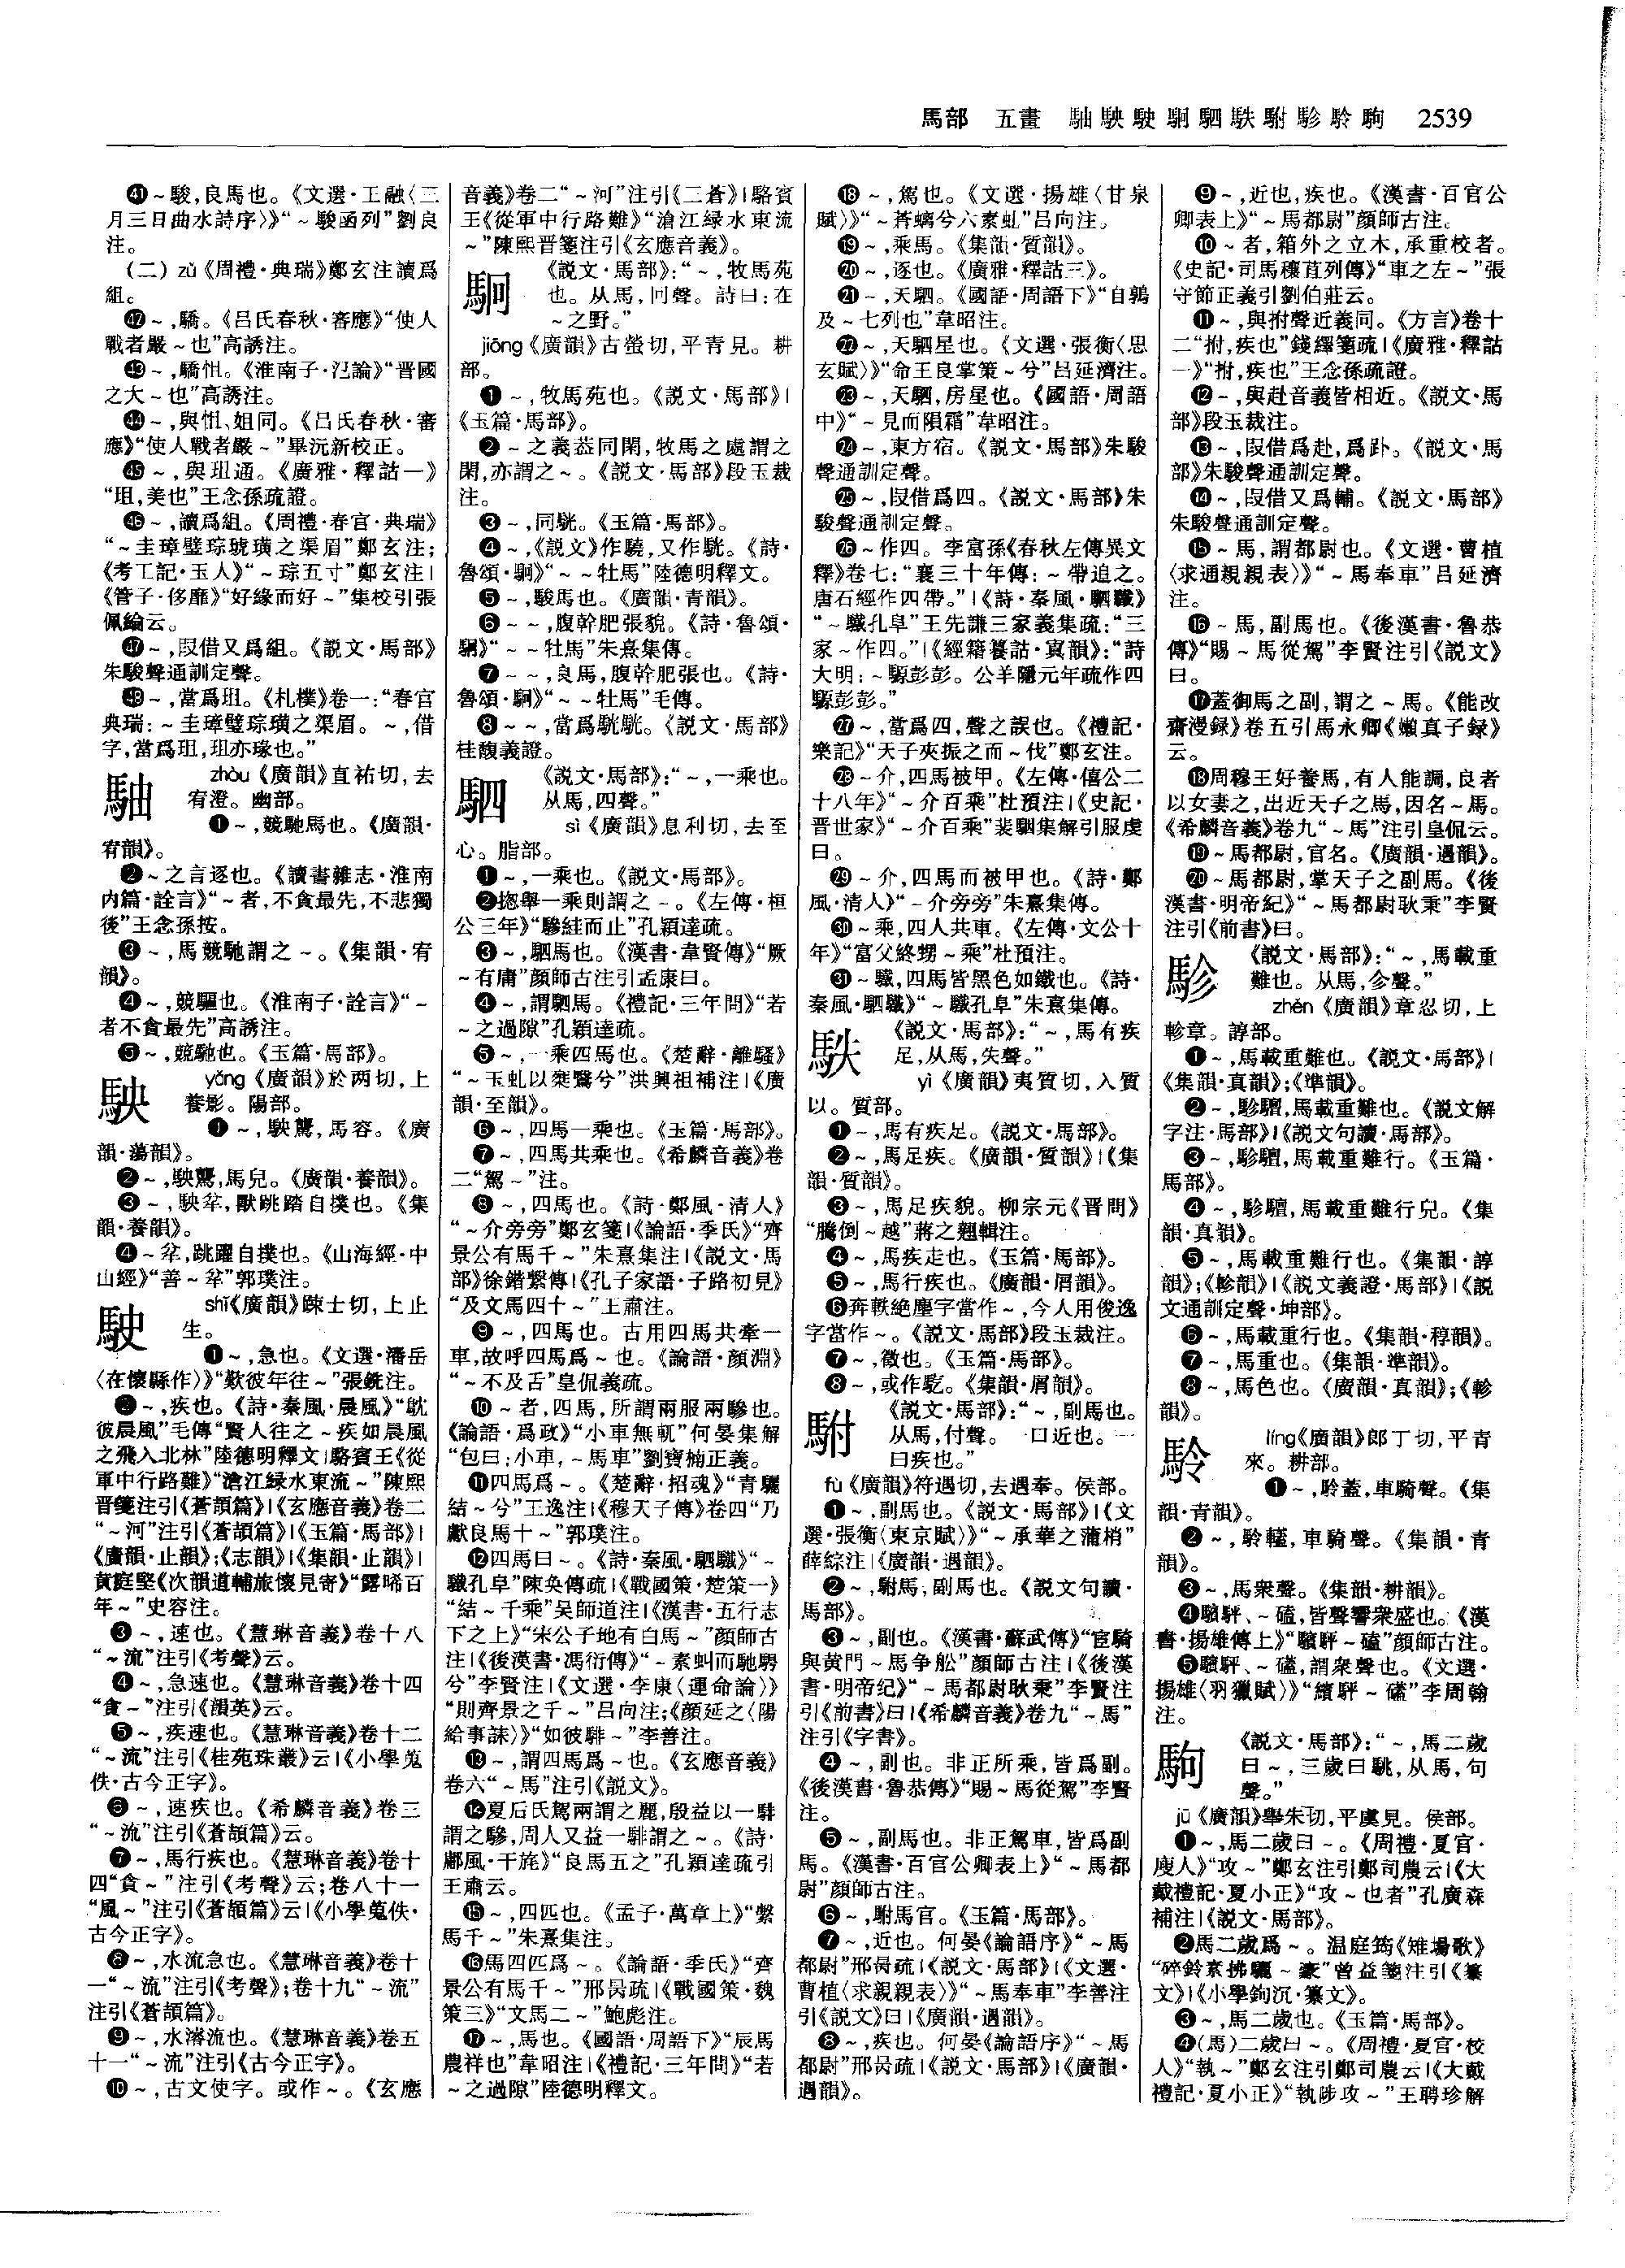 馬部　五畫　駎駚駛駉駟駃駙駗駖駒　2539
㊶～駿,良馬也。《文選·王融〈三
月三日曲水詩序〉》“～駿函列”劉良
注。
(二) zǔ《周禮·典瑞》鄭玄注讀爲
組。
㊷～,驕。《吕氏春秋·審應》“使人
戰者嚴～也”高誘注。
㊸～,驕怚。《淮南子·氾論》“晉國
之大～也”高誘注。
㊹～,與怚、姐同。《吕氏春秋·審
應》“使人戰者嚴～”畢沅新校正。
㊺～,與珇通。《廣雅·釋詁一》
“珇,美也”王念孫疏證。
㊻～,讀爲組。《周禮·春官·典瑞》
“～圭璋璧琮琥璜之渠眉”鄭玄注;
《考工記·玉人》“～琮五寸”鄭玄注|
《管子·侈靡》“好緣而好～”集校引張
佩綸云。
㊼～,叚借又爲組。《説文·馬部》
朱駿聲通訓定聲。
㊽～,當爲珇。《札樸》卷一:“春官
典瑞:～圭璋璧琮璜之渠眉。～,借
字,當爲珇,珇亦瑑也。”
駎 zhòu《廣韻》直祐切,去
宥澄。幽部。
❶～,競馳馬也。《廣韻·
宥韻》。
❷～之言逐也。《讀書雜志·淮南
内篇·詮言》“～者,不貪最先,不悲獨
後”王念孫按。
❸～,馬競馳謂之～。《集韻·宥
韻》。
❹～,競驅也。《淮南子·詮言》“～
者不貪最先”高誘注。
❺～,競馳也。《玉篇·馬部》。
駚 yǎng《廣韻》於两切,上
養影。陽部。
❶～,駚䮿,馬容。《廣
韻·蕩韻》。
❷～,駚䮿,馬皃。《廣韻·養韻》。
❸～,駚坌,獸跳踏自撲也。《集
韻·養韻》。
❹～坌,跳躍自撲也。《山海經·中
山經》“善～坌”郭璞注。
駛 shǐ《廣韻》踈士切,上止
生。
❶～,急也。《文選·潘岳
〈在懷縣作〉》“歎彼年往～”張銑注。
❷～,疾也。《詩·秦風·晨風》“鴥
彼晨風”毛傳“賢人往之～疾如晨風
之飛入北林”陸德明釋文|駱賓王《從
軍中行路難》“滄江緑水東流～”陳熙
晉箋注引《蒼頡篇》|《玄應音義》卷二
“～河”注引《蒼頡篇》|《玉篇·馬部》|
《廣韻·止韻》;《志韻》|《集韻·止韻》|
黄庭堅《次韻道輔旅懷見寄》“露晞百
年～”史容注。
❸～,速也。《慧琳音義》卷十八
“～流”注引《考聲》云。
❹～,急速也。《慧琳音義》卷十四
“貪～”注引《韻英》云。
❺～,疾速也。《慧琳音義》卷十二
“～流”注引《桂苑珠叢》云|《小學蒐
佚·古今正字》。
❻～,速疾也。《希麟音義》卷三
“～流”注引《蒼頡篇》云。
❼～,馬行疾也。《慧琳音義》卷十
四“貪～”注引《考聲》云;卷八十一
“風～”注引《蒼頡篇》云|《小學蒐佚·
古今正字》。
❽～,水流急也。《慧琳音義》卷十
一“～流”注引《考聲》;卷十九“～流”
注引《蒼頡篇》。
❾～,水濬流也。《慧琳音義》卷五
十一“～流”注引《古今正字》。
❿～,古文使字。或作～。《玄應
音義》卷二“～河”注引《三蒼》|駱賓
王《從軍中行路難》“滄江緑水東流
～”陳熙晉箋注引《玄應音義》。
駉 《説文·馬部》:“～,牧馬苑
也。从馬,冋聲。詩曰:在
～之野。”
jiōng《廣韻》古螢切,平青見。耕
部。
❶～,牧馬苑也。《説文·馬部》|
《玉篇·馬部》。
❷～之義葢同閑,牧馬之處謂之
閑,亦謂之～。《説文·馬部》段玉裁
注。
❸～,同駫。《玉篇·馬部》。
❹～,《説文》作驍,又作駫。《詩·
魯頌·駉》“～～牡馬”陸德明釋文。
❺～,駿馬也。《廣韻·青韻》。
❻～～,腹幹肥張貌。《詩·魯頌·
駉》“～～牡馬”朱熹集傳。
❼～～,良馬,腹幹肥張也。《詩·
魯頌·駉》“～～牡馬”毛傳。
❽～～,當爲駫駫。《説文·馬部》
桂馥義證。
駟 《説文·馬部》:“～,一乘也。
从馬,四聲。”
sì《廣韻》息利切,去至
心。脂部。
❶～,一乘也。《説文·馬部》。
❷揔舉一乘則謂之～。《左傳·桓
公三年》“驂絓而止”孔穎達疏。
❸～,駟馬也。《漢書·韋賢傳》“厥
～有庸”顔師古注引孟康曰。
❹～,謂駟馬。《禮記·三年問》“若
～之過隙”孔穎達疏。
❺～,一乘四馬也。《楚辭·離騷》
“～玉虬以椉鷖兮”洪興祖補注|《廣
韻·至韻》。
❻～,四馬一乘也。《玉篇·馬部》。
❼～,四馬共乘也。《希麟音義》卷
二“駕～”注。
❽～,四馬也。《詩·鄭風·清人》
“～介旁旁”鄭玄箋|《論語·季氏》“齊
景公有馬千～”朱熹集注|《説文·馬
部》徐鍇繫傳|《孔子家語·子路初見》
“及文馬四十～”王肅注。
❾～,四馬也。古用四馬共牽一
車,故呼四馬爲～也。《論語·顔淵》
“～不及舌”皇侃義疏。
❿～者,四馬,所謂兩服兩驂也。
《論語·爲政》“小車無軏”何晏集解
“包曰:小車,～馬車”劉寶楠正義。
⓫四馬爲～。《楚辭·招魂》“青驪
結～兮”王逸注|《穆天子傳》卷四“乃
獻良馬十～”郭璞注。
⓬四馬曰～。《詩·秦風·駟驖》“～
驖孔阜”陳奂傳疏|《戰國策·楚策一》
“結～千乘”吴師道注|《漢書·五行志
下之上》“宋公子地有白馬～”顔師古
注|《後漢書·馮衍傳》“～素虬而馳騁
兮”李賢注|《文選·李康〈運命論〉》
“則齊景之千～”吕向注;《顔延之〈陽
給事誄〉》“如彼騑～”李善注。
⓭～,謂四馬爲～也。《玄應音義》
卷六“～馬”注引《説文》。
⓮夏后氏駕兩謂之麗,殷益以一騑
謂之驂,周人又益一騑謂之～。《詩·
鄘風·干旄》“良馬五之”孔穎達疏引
王肅云。
⓯～,四匹也。《孟子·萬章上》“繫
馬千～”朱熹集注。
⓰馬四匹爲～。《論語·季氏》“齊
景公有馬千～”邢昺疏|《戰國策·魏
策三》“文馬二～”鮑彪注。
⓱～,馬也。《國語·周語下》“辰馬
農祥也”韋昭注|《禮記·三年問》“若
～之過隙”陸德明釋文。
⓲～,駕也。《文選·揚雄〈甘泉
賦〉》“～蒼螭兮六素虬”吕向注。
⓳～,乘馬。《集韻·質韻》。
⓴～,逐也。《廣雅·釋詁三》。
㉑～,天駟。《國語·周語下》“自鶉
及～七列也”韋昭注。
㉒～,天駟星也。《文選·張衡〈思
玄賦〉》“命王良掌策～兮”吕延濟注。
㉓～,天駟,房星也。《國語·周語
中》“～見而隕霜”韋昭注。
㉔～,東方宿。《説文·馬部》朱駿
聲通訓定聲。
㉕～,叚借爲四。《説文·馬部》朱
駿聲通訓定聲。
㉖～作四。李富孫《春秋左傳異文
釋》卷七:“襄三十年傳:～帶追之。
唐石經作四帶。”|《詩·秦風·駟驖》
“～驖孔阜”王先謙三家義集疏:“三
家～作四。”|《經籍籑詁·寘韻》:“詩
大明:～騵彭彭。公羊隱元年疏作四
騵彭彭。”
㉗～,當爲四,聲之誤也。《禮記·
樂記》“天子夾振之而～伐”鄭玄注。
㉘～介,四馬被甲。《左傳·僖公二
十八年》“～介百乘”杜預注|《史記·
晉世家》“～介百乘”裴駰集解引服虔
曰。
㉙～介,四馬而被甲也。《詩·鄭
風·清人》“～介旁旁”朱熹集傳。
㉚～乘,四人共車。《左傳·文公十
年》“富父終甥～乘”杜預注。
㉛～驖,四馬皆黑色如鐵也。《詩·
秦風·駟驖》“～驖孔阜”朱熹集傳。
駃 《説文·馬部》:“～,馬有疾
足,从馬,失聲。”
yì《廣韻》夷質切,入質
以。質部。
❶～,馬有疾足。《説文·馬部》。
❷～,馬足疾。《廣韻·質韻》|《集
韻·質韻》。
❸～,馬足疾貌。柳宗元《晋問》
“騰倒～越”蔣之翹輯注。
❹～,馬疾走也。《玉篇·馬部》。
❺～,馬行疾也。《廣韻·屑韻》。
❻奔軼絶塵字當作～,今人用俊逸
字當作～。《説文·馬部》段玉裁注。
❼～,徵也。《玉篇·馬部》。
❽～,或作䭿。《集韻·屑韻》。
駙 《説文·馬部》:“～,副馬也。
从馬,付聲。一曰近也。一
曰疾也。”
fù《廣韻》符遇切,去遇奉。侯部。
❶～,副馬也。《説文·馬部》|《文
選·張衡〈東京賦〉》“～承華之蒲梢”
薛綜注|《廣韻·遇韻》。
❷～,駙馬,副馬也。《説文句讀·
馬部》。
❸～,副也。《漢書·蘇武傳》“宦騎
與黄門～馬争舩”顔師古注|《後漢
書·明帝纪》“～馬都尉耿秉”李賢注
引《前書》曰|《希麟音義》卷九“～馬”
注引《字書》。
❹～,副也。非正所乘,皆爲副。
《後漢書·魯恭傳》“賜～馬從駕”李賢
注。
❺～,副馬也。非正駕車,皆爲副
馬。《漢書·百官公卿表上》“～馬都
尉”顔師古注。
❻～,駙馬官。《玉篇·馬部》。
❼～,近也。何晏《論語序》“～馬
都尉”邢昺疏|《説文·馬部》|《文選·
曹植〈求親親表〉》“～馬奉車”李善注
引《説文》曰|《廣韻·遇韻》。
❽～,疾也。何晏《論語序》“～馬
都尉”邢昺疏|《説文·馬部》|《廣韻·
遇韻》。
❾～,近也,疾也。《漢書·百官公
卿表上》“～馬都尉”顔師古注。
❿～者,箱外之立木,承重校者。
《史記·司馬穰苴列傳》“車之左～”張
守節正義引劉伯莊云。
⓫～,與拊聲近義同。《方言》卷十
二“拊,疾也”錢繹箋疏|《廣雅·釋詁
一》“拊,疾也”王念孫疏證。
⓬～,與赴音義皆相近。《説文·馬
部》段玉裁注。
⓭～,叚借爲赴,爲卧。《説文·馬
部》朱駿聲通訓定聲。
⓮～,叚借又爲輔。《説文·馬部》
朱駿聲通訓定聲。
⓯～馬,謂都尉也。《文選·曹植
〈求通親親表〉》“～馬奉車”吕延濟
注。
⓰～馬,副馬也。《後漢書·魯恭
傳》“賜～馬從駕”李賢注引《説文》
曰。
⓱蓋御馬之副,謂之～馬。《能改
齋漫録》卷五引馬永卿《嬾真子録》
云。
⓲周穆王好養馬,有人能調,良者
以女妻之,出近天子之馬,因名～馬。
《希麟音義》卷九“～馬”注引皇侃云。
⓳～馬都尉,官名。《廣韻·遇韻》。
⓴～馬都尉,掌天子之副馬。《後
漢書·明帝紀》“～馬都尉耿秉”李賢
注引《前書》曰。
駗 《説文·馬部》:“～,馬載重
難也。从馬,㐱聲。”
zhěn《廣韻》章忍切,上
軫章。諄部。
❶～,馬載重難也。《説文·馬部》|
《集韻·真韻》;《準韻》。
❷～,駗驙,馬載重難也。《説文解
字注·馬部》|《説文句讀·馬部》。
❸～,駗驙,馬載重難行。《玉篇·
馬部》。
❹～,駗驙,馬載重難行皃。《集
韻·真韻》。
❺～,馬載重難行也。《集韻·諄
韻》;《軫韻》|《説文義證·馬部》|《説
文通訓定聲·坤部》。
❻～,馬載重行也。《集韻·稕韻》。
❼～,馬重也。《集韻·準韻》。
❽～,馬色也。《廣韻·真韻》;《軫
韻》。
駖 líng《廣韻》郎丁切,平青
來。耕部。
❶～,駖蓋,車騎聲。《集
韻·青韻》。
❷～,駖轞,車騎聲。《集韻·青
韻》。
❸～,馬衆聲。《集韻·耕韻》。
❹驞駍、～磕,皆聲響衆盛也。《漢
書·揚雄傳上》“驞駍～磕”顔師古注。
❺驞駍、～礚,謂衆聲也。《文選·
揚雄〈羽獵賦〉》“繽駍～礚”李周翰
注。
駒 《説文·馬部》:“～,馬二歲
曰～,三歲曰駣,从馬,句
聲。”
jū《廣韻》舉朱切,平虞見。侯部。
❶～,馬二歲曰～。《周禮·夏官·
廋人》“攻～”鄭玄注引鄭司農云|《大
戴禮記·夏小正》“攻～也者”孔廣森
補注|《説文·馬部》。
❷馬二歲爲～。温庭筠《雉場歌》
“碎鈴素拂驪～豪”曾益箋注引《纂
文》|《小學鉤沉·纂文》。
❸～,馬二歲也。《玉篇·馬部》。
❹(馬)二歲曰～。《周禮·夏官·校
人》“執～”鄭玄注引鄭司農云|《大戴
禮記·夏小正》“執陟攻～”王聘珍解